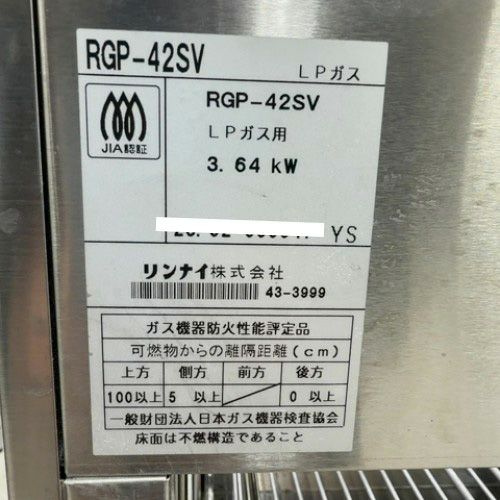 RGP-42SV
LPガス
JIA認証
RGP-42SV
LPガス用
3.64 kW
YS
リンナイ株式会社
43-3999
ガス機器防火性能評定品
可燃物からの離隔距離(cm)
上方 側方 前方 後方
100以上 5 以上 0 以上
一般財団法人日本ガス機器検査協会
床面は不燃構造であること